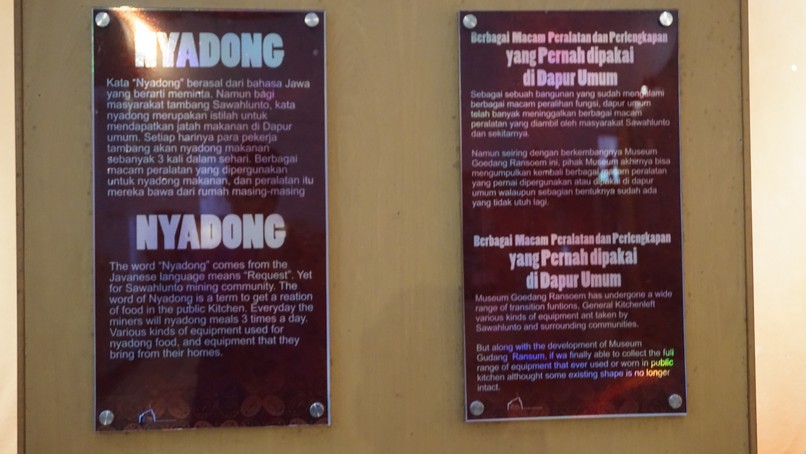 NYADONG
Kata “Nyadong” berasal dari bahasa Jawa
yang berarti meminta. Namun bagi
masyarakat tambang Sawahlunto, kata
nyadong merupakan istilah untuk
mendapatkan jatah makanan di Dapur
umum. Setiap harinya para pekerja
tambang akan nyadong makanan
sebanyak 3 kali dalam sehari. Berbagai
macam peralatan yang dipergunakan
untuk nyadong makanan, dan peralatan itu
mereka bawa dari rumah masing-masing
NYADONG
The word “Nyadong” comes from the
Javanese language means “Request”. Yet
for Sawahlunto mining community. The
word of Nyadong is a term to get a reation
of food in the public Kitchen. Everyday the
miners will nyadong meals 3 times a day.
Various kinds of equipment used for
nyadong food, and equipment that they
bring from their homes.
Berbagai Macam Peralatan dan Perlengkapan
yang Pernah dipakai
di Dapur Umum
Sebagai sebuah bangunan yang sudah mengalami
berbagai macam peralihan fungsi, dapur umum
telah banyak meninggalkan berbagai macam
peralatan yang diambil oleh masyarakat Sawahlunto
dan sekitarnya.
Namun seiring dengan berkembangnya Museum
Goedang Ransoem ini, pihak Museum akhirnya bisa
mengumpulkan kembali berbagai macam peralatan
yang pernai dipergunakan atau dipakai di dapur
umum walaupun sebagian bentuknya sudah ada
yang tidak utuh lagi.
Berbagai Macam Peralatan dan Perlengkapan
yang Pernah dipakai
di Dapur Umum
Museum Goedang Ransoem has undergone a wide
range of transition funtions, General Kitchenleft
various kinds of equipment ant taken by
Sawahlunto and surrounding communities.
But along with the development of Museum
Gudang Ransum, if wa finally able to collect the full
range of equipment that ever used or worn in public
kitchen althought some existing shape is no longer
intact.